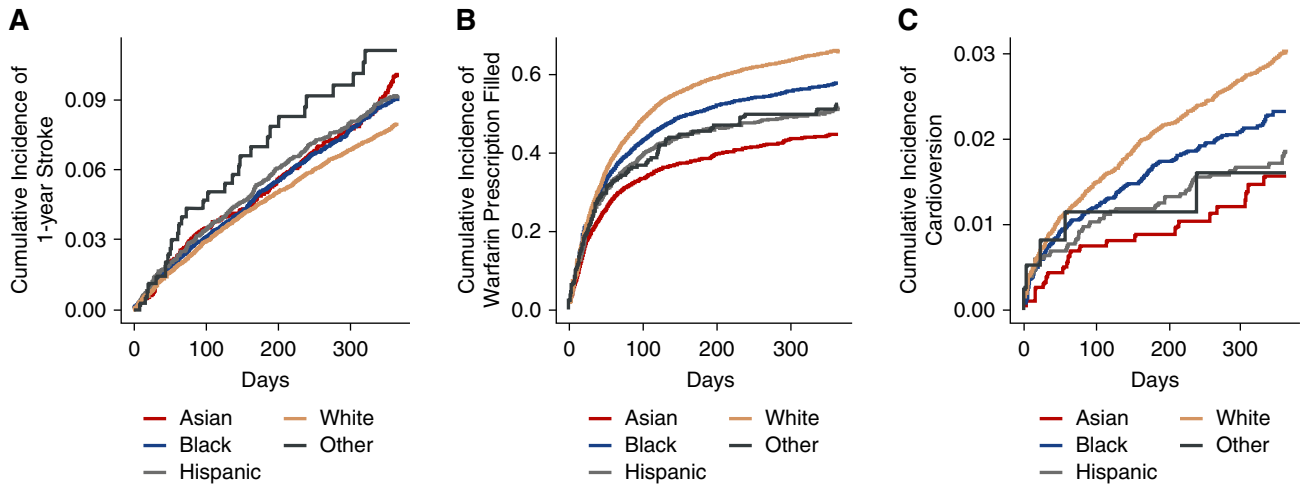 A
Cumulative Incidence of
1-year Stroke
0.09
0.06
0.03
0.00
0 100 200 300
Days
Asian White
Black Other
Hispanic
B
Cumulative Incidence of
Warfarin Prescription Filled
0.6
0.4
0.2
0.0
0 100 200 300
Days
Asian White
Black Other
Hispanic
C
Cumulative Incidence of
Cardioversion
0.03
0.02
0.01
0.00
0 100 200 300
Days
Asian White
Black Other
Hispanic